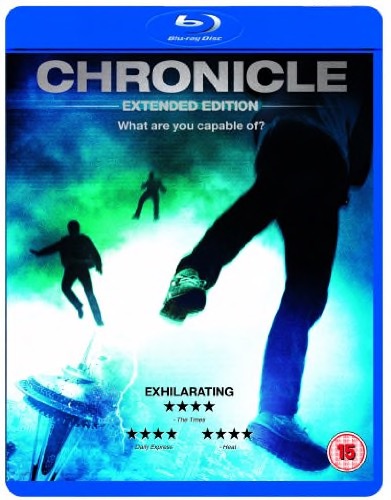 Blu-ray Disc
CHRONICLE
EXTENDED EDITION
What are you capable of?
EXHILARATING
★★★★
- The Times
★★★★ ★★★★
- Daily Express - Heat
15